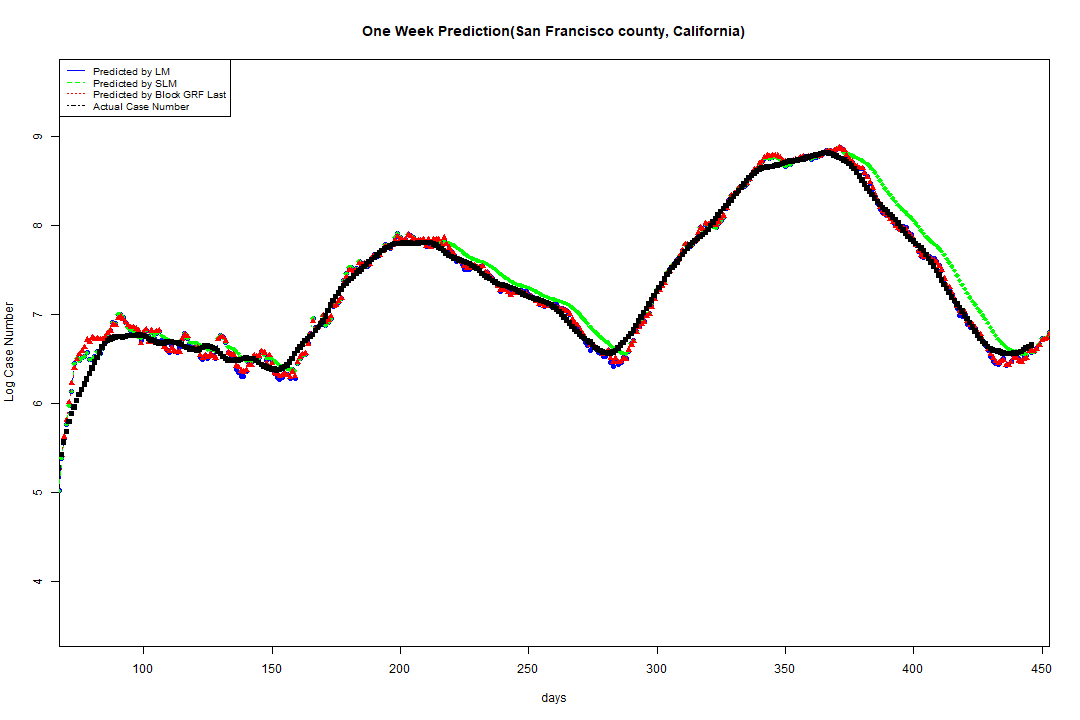 One Week Prediction(San Francisco county, California)
Predicted by LM
Predicted by SLM
Predicted by Block GRF Last
Actual Case Number
Log Case Number
9
8
7
6
5
4
100 150 200 250 300 350 400 450
days